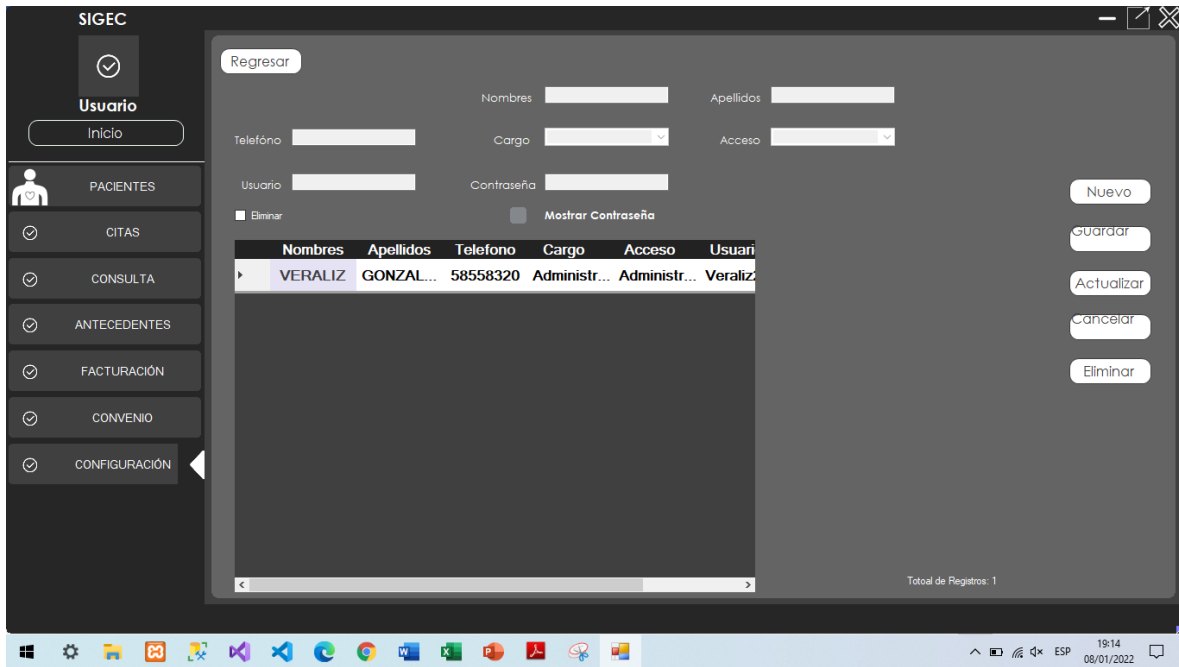 SIGEC
Usuario
Inicio
PACIENTES
CITAS
CONSULTA
ANTECEDENTES
FACTURACIÓN
CONVENIO
CONFIGURACIÓN
Regresar
Nombres
Apellidos
Telefóno
Cargo
Acceso
Usuario
Contraseña
Eliminar
Mostrar Contraseña
Nombres Apellidos Telefono Cargo Acceso Usuari
VERALIZ GONZAL... 58558320 Administr... Administr... Veraliz
Nuevo
Guardar
Actualizar
Cancelar
Eliminar
Totoal de Registros: 1
ESP
19:14
08/01/2022